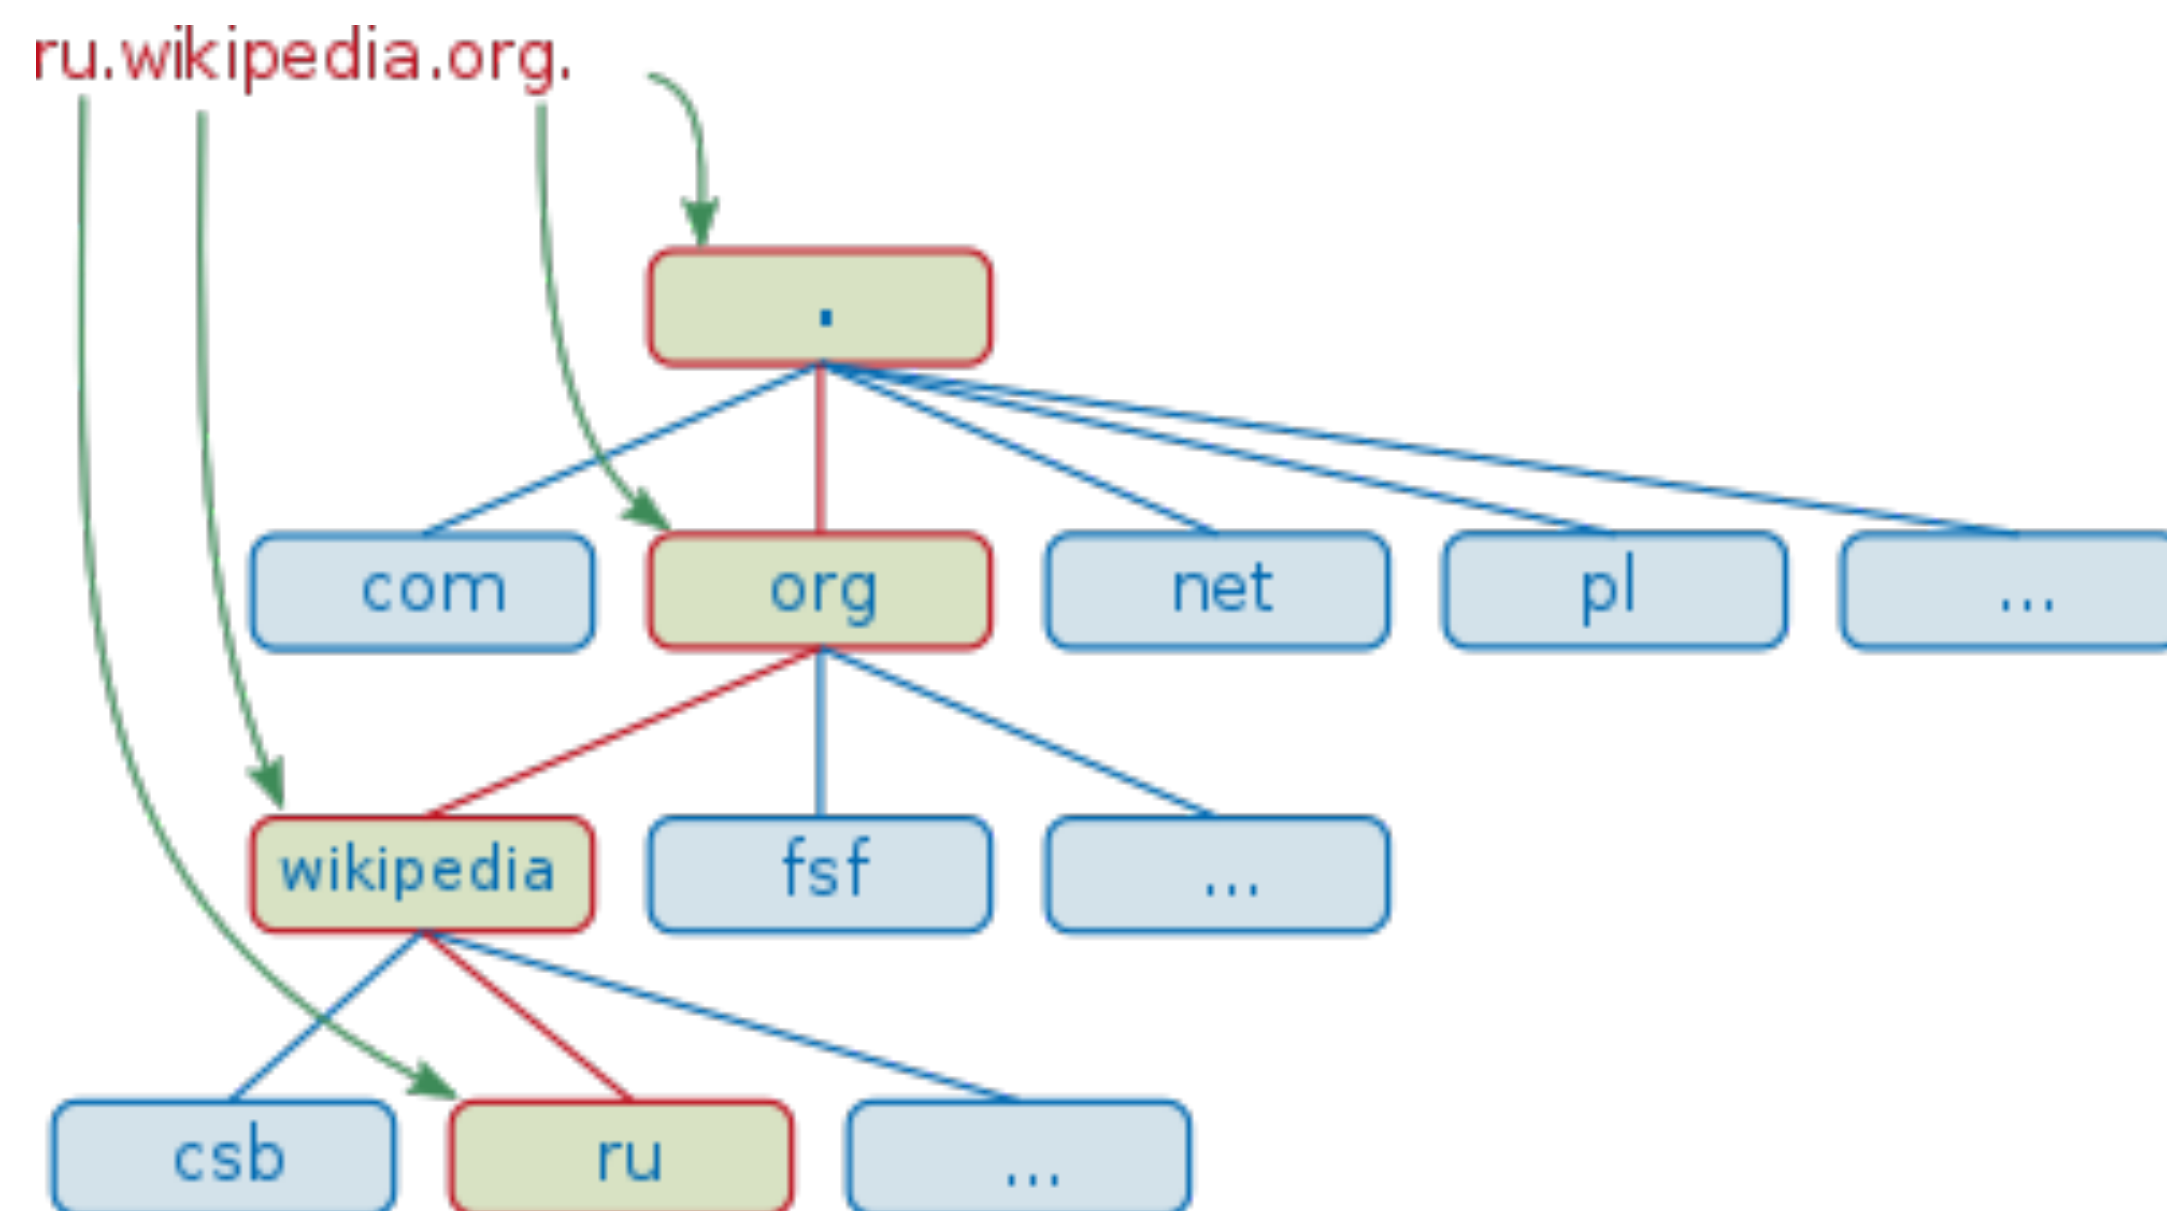 ru.wikipedia.org.
.
com org net pl ...
wikipedia fsf ...
csb ru ...